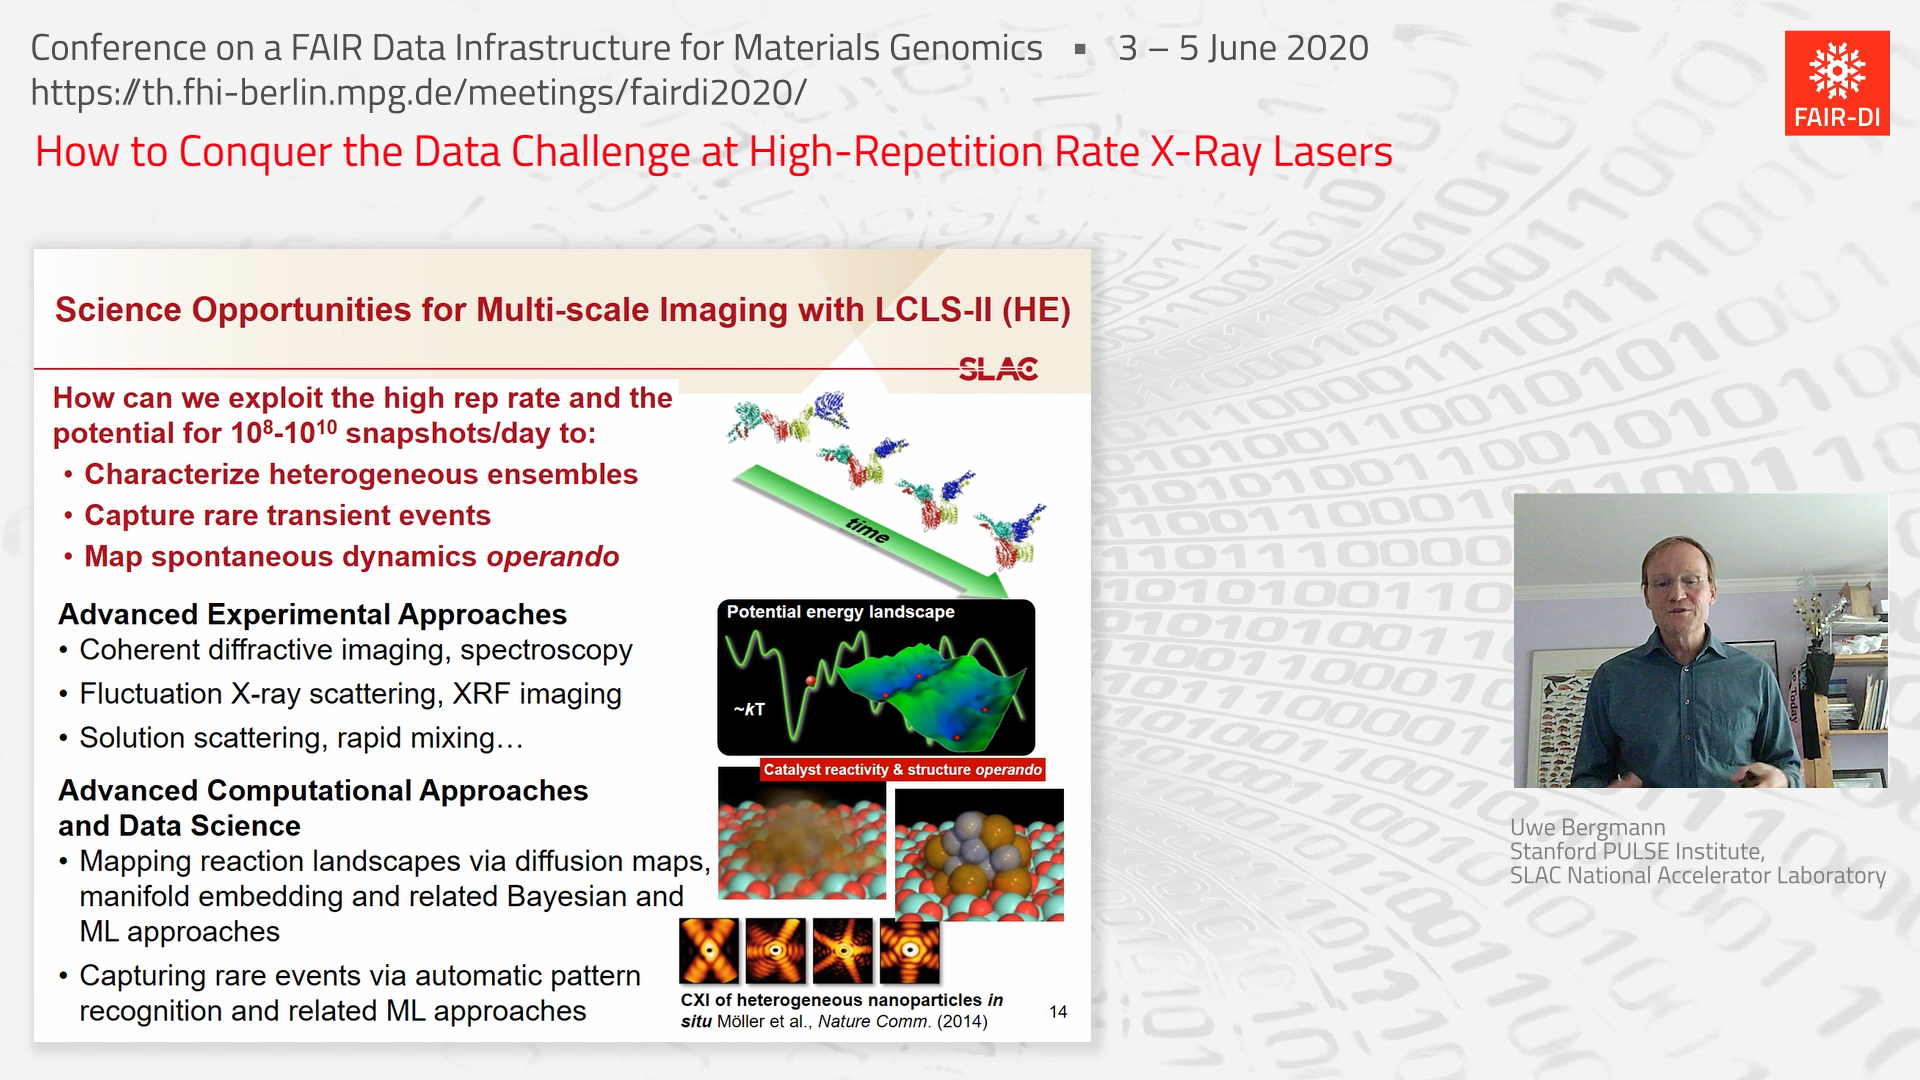 Conference on a FAIR Data Infrastructure for Materials Genomics ▪ 3 – 5 June 2020
https://th.fhi-berlin.mpg.de/meetings/fairdi2020/
FAIR-DI
How to Conquer the Data Challenge at High-Repetition Rate X-Ray Lasers
Science Opportunities for Multi-scale Imaging with LCLS-II (HE)
SLAC
How can we exploit the high rep rate and the
potential for 10⁸-10¹⁰ snapshots/day to:
• Characterize heterogeneous ensembles
• Capture rare transient events
• Map spontaneous dynamics operando
time
Advanced Experimental Approaches
• Coherent diffractive imaging, spectroscopy
• Fluctuation X-ray scattering, XRF imaging
• Solution scattering, rapid mixing…
Potential energy landscape
~kT
Catalyst reactivity & structure operando
Advanced Computational Approaches
and Data Science
• Mapping reaction landscapes via diffusion maps,
manifold embedding and related Bayesian and
ML approaches
• Capturing rare events via automatic pattern
recognition and related ML approaches
CXI of heterogeneous nanoparticles in
situ Möller et al., Nature Comm. (2014)
14
Uwe Bergmann
Stanford PULSE Institute,
SLAC National Accelerator Laboratory